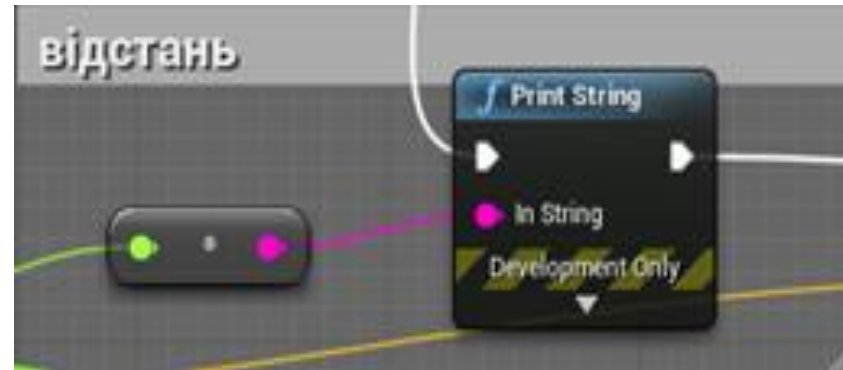 відстань
Print String
In String
Development Only